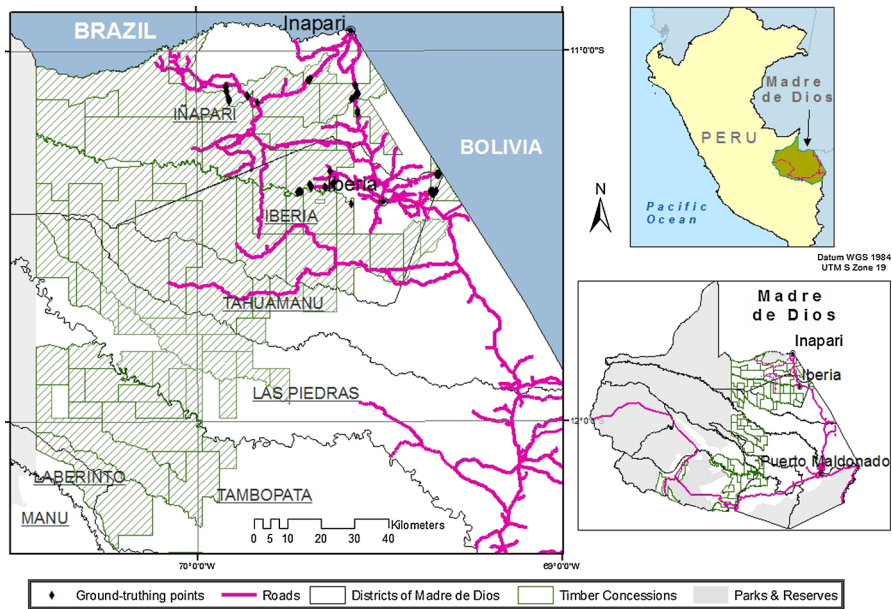 BRAZIL
Inapari
11°0'0"S
IÑAPARI
BOLIVIA
Iberia
IBERIA
TAHUAMANU
LAS PIEDRAS
12°0'0"S
LABERINTO
TAMBOPATA
MANU
0 5 10 20 30 40
Kilometers
70°0'0"W
69°0'0"W
N
Madre
de Dios
PERU
Pacific
Ocean
Datum WGS 1984
UTM S Zone 19
Madre
de Dios
Inapari
Iberia
Puerto Maldonado
Ground-truthing points
Roads
Districts of Madre de Dios
Timber Concessions
Parks & Reserves